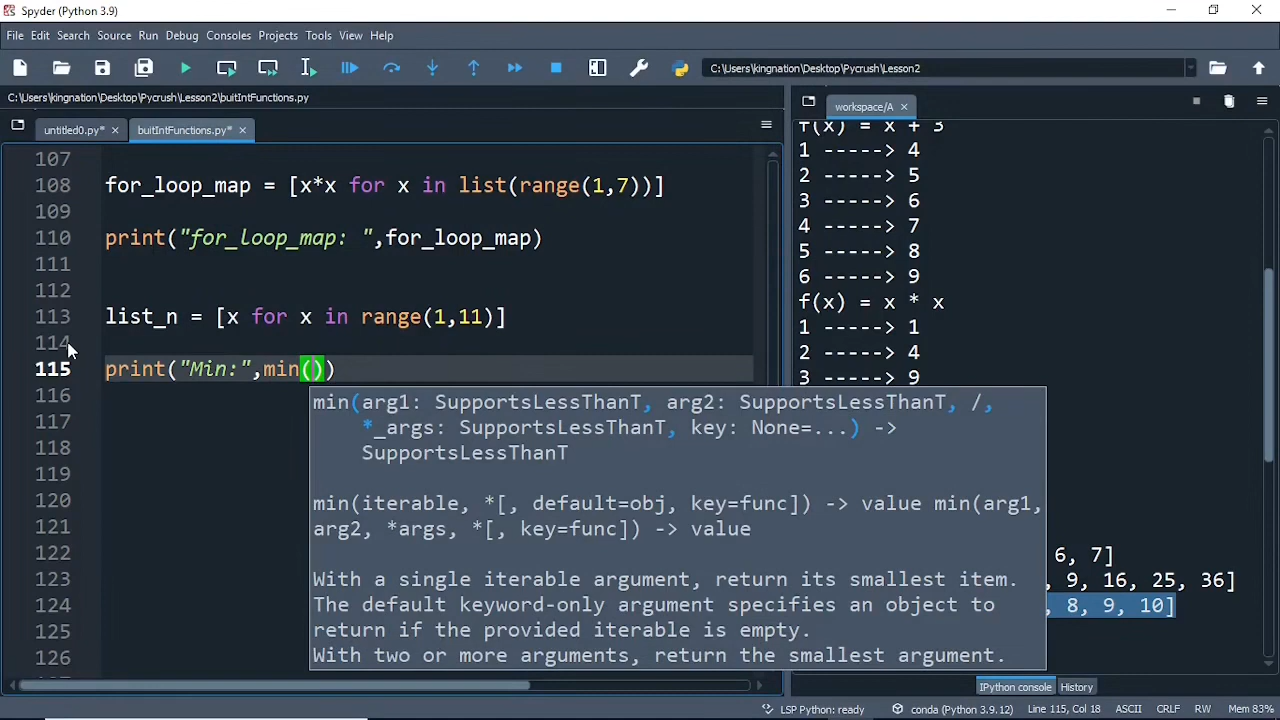 Spyder (Python 3.9)
File Edit Search Source Run Debug Consoles Projects Tools View Help
C:\Users\kingnation\Desktop\Pycrush\Lesson2
C:\Users\kingnation\Desktop\Pycrush\Lesson2\buitIntFunctions.py
untitled0.py*
buitIntFunctions.py*
107
108 for_loop_map = [x*x for x in list(range(1,7))]
109
110 print("for_loop_map: ",for_loop_map)
111
112
113 list_n = [x for x in range(1,11)]
114
115 print("Min:",min())
116
117
118
119
120
121
122
123
124
125
126
min(arg1: SupportsLessThanT, arg2: SupportsLessThanT, /,
*_args: SupportsLessThanT, key: None=...) ->
SupportsLessThanT
min(iterable, *[, default=obj, key=func]) -> value min(arg1,
arg2, *args, *[, key=func]) -> value
With a single iterable argument, return its smallest item.
The default keyword-only argument specifies an object to
return if the provided iterable is empty.
With two or more arguments, return the smallest argument.
workspace/A
f(x) = x + 3
1 -----> 4
2 -----> 5
3 -----> 6
4 -----> 7
5 -----> 8
6 -----> 9
f(x) = x * x
1 -----> 1
2 -----> 4
3 -----> 9
6, 7]
, 9, 16, 25, 36]
, 8, 9, 10]
IPython console History
LSP Python: ready conda (Python 3.9.12) Line 115, Col 18 ASCII CRLF RW Mem 83%